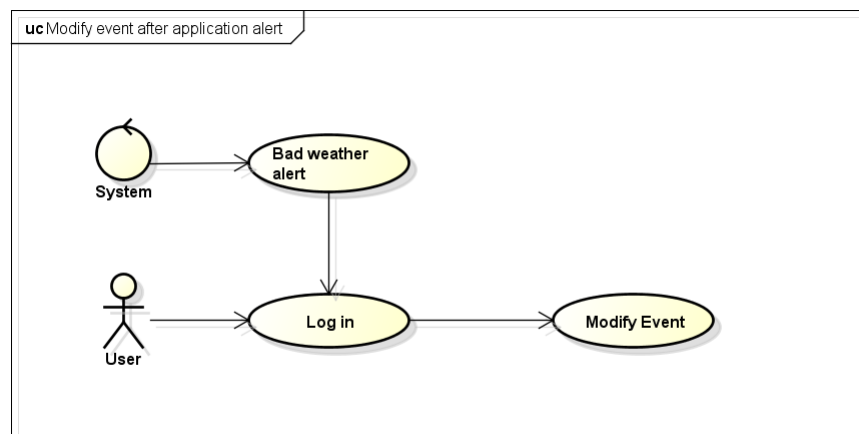 uc Modify event after application alert
Bad weather
alert
System
Log in
Modify Event
User